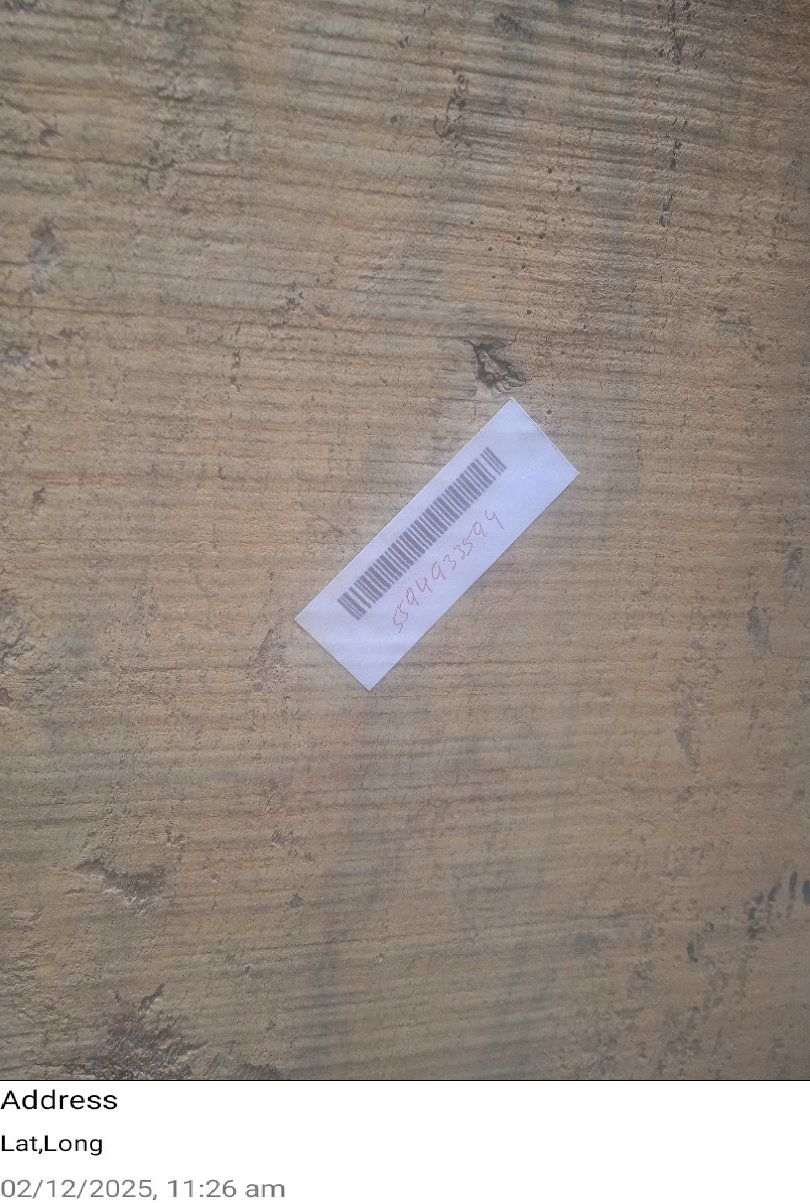 5594933594
Address
Lat,Long
02/12/2025, 11:26 am